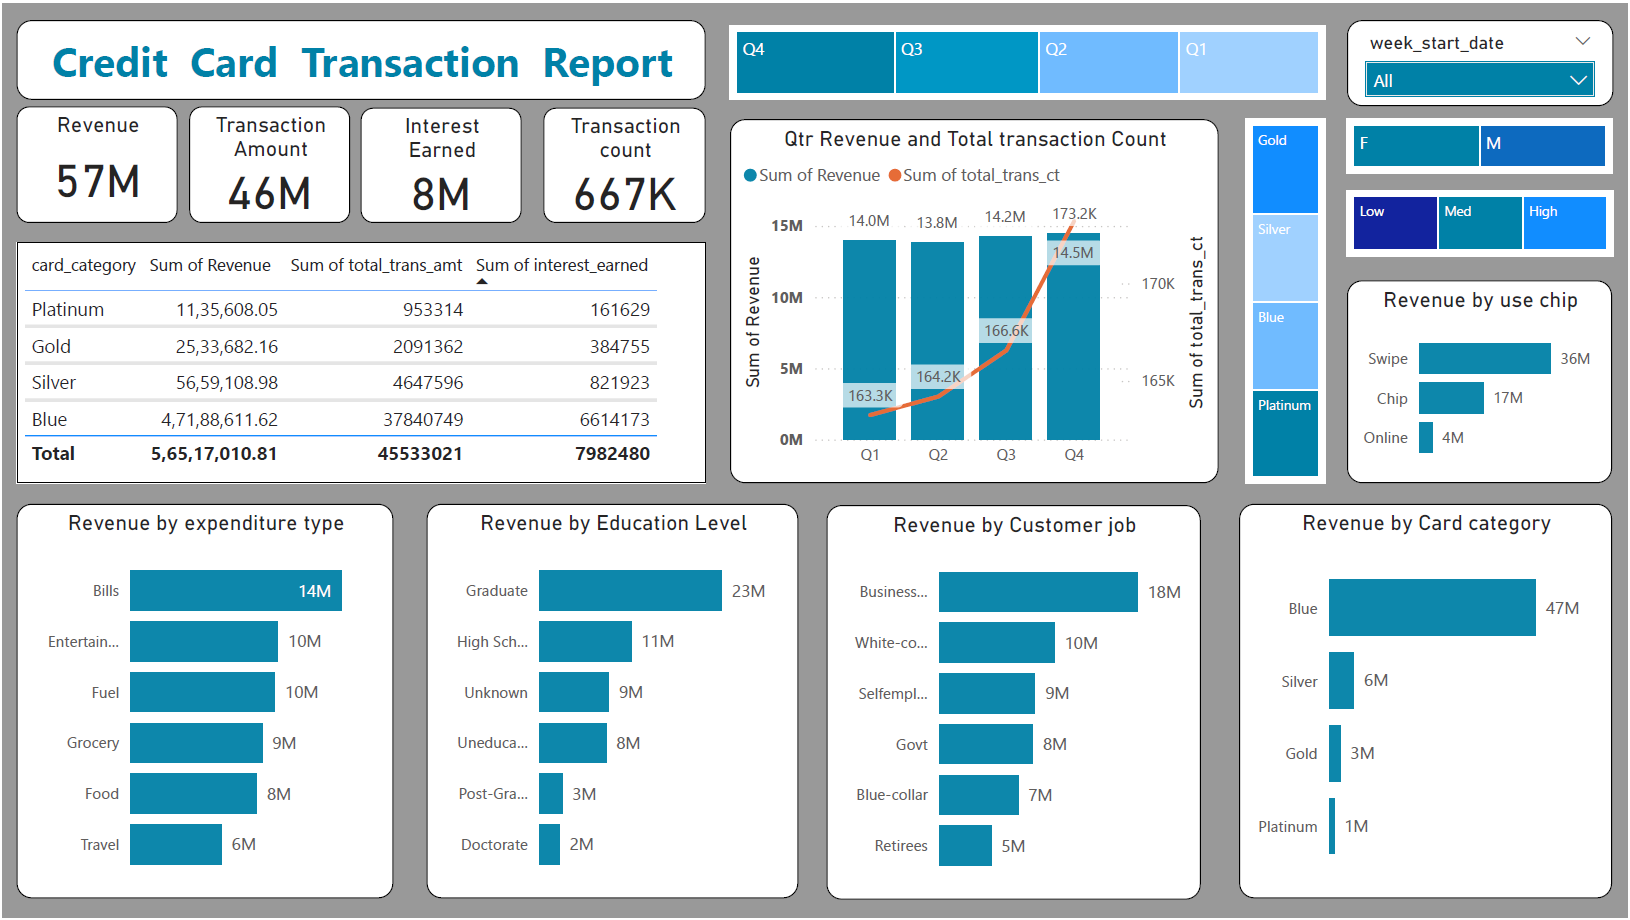 Credit Card Transaction Report
Q4 Q3 Q2 Q1
week_start_date
All
Revenue
57M
Transaction
Amount
46M
Interest
Earned
8M
Transaction
count
667K
F M
Low Med High
Gold
Silver
Blue
Platinum
card_category Sum of Revenue Sum of total_trans_amt Sum of interest_earned
Platinum 11,35,608.05 953314 161629
Gold 25,33,682.16 2091362 384755
Silver 56,59,108.98 4647596 821923
Blue 4,71,88,611.62 37840749 6614173
Total 5,65,17,010.81 45533021 7982480
Qtr Revenue and Total transaction Count
Sum of Revenue Sum of total_trans_ct
Sum of Revenue
15M
10M
5M
0M
14.0M 13.8M 14.2M 14.5M
163.3K 164.2K 166.6K 173.2K
Q1 Q2 Q3 Q4
170K
165K
Sum of total_trans_ct
Revenue by use chip
Swipe 36M
Chip 17M
Online 4M
Revenue by expenditure type
Bills 14M
Entertain... 10M
Fuel 10M
Grocery 9M
Food 8M
Travel 6M
Revenue by Education Level
Graduate 23M
High Sch... 11M
Unknown 9M
Uneduca... 8M
Post-Gra... 3M
Doctorate 2M
Revenue by Customer job
Business... 18M
White-co... 10M
Selfempl... 9M
Govt 8M
Blue-collar 7M
Retirees 5M
Revenue by Card category
Blue 47M
Silver 6M
Gold 3M
Platinum 1M